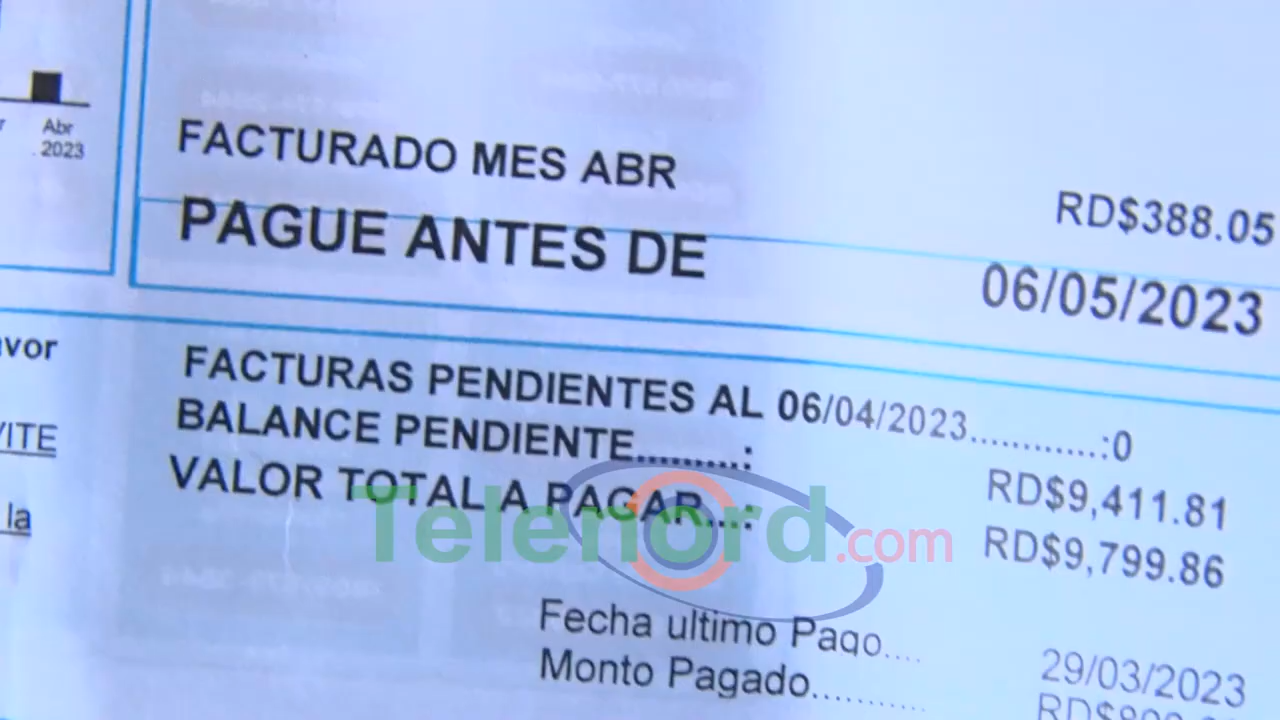 Abr
2023
FACTURADO MES ABR
RD$388.05
PAGUE ANTES DE
06/05/2023
avor
FACTURAS PENDIENTES AL 06/04/2023............:0
VITE
BALANCE PENDIENTE.........:
RD$9,411.81
la
VALOR TOTAL A PAGAR...:
RD$9,799.86
Telenord.com
Fecha ultimo Pago....
29/03/2023
Monto Pagado...........